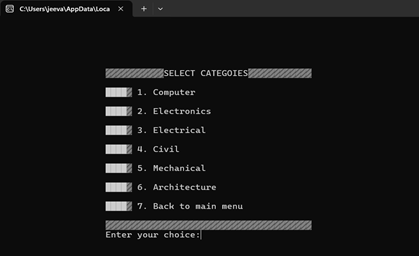 C:\Users\jeeva\AppData\Loca
SELECT CATEGOIES
1. Computer
2. Electronics
3. Electrical
4. Civil
5. Mechanical
6. Architecture
7. Back to main menu
Enter your choice: